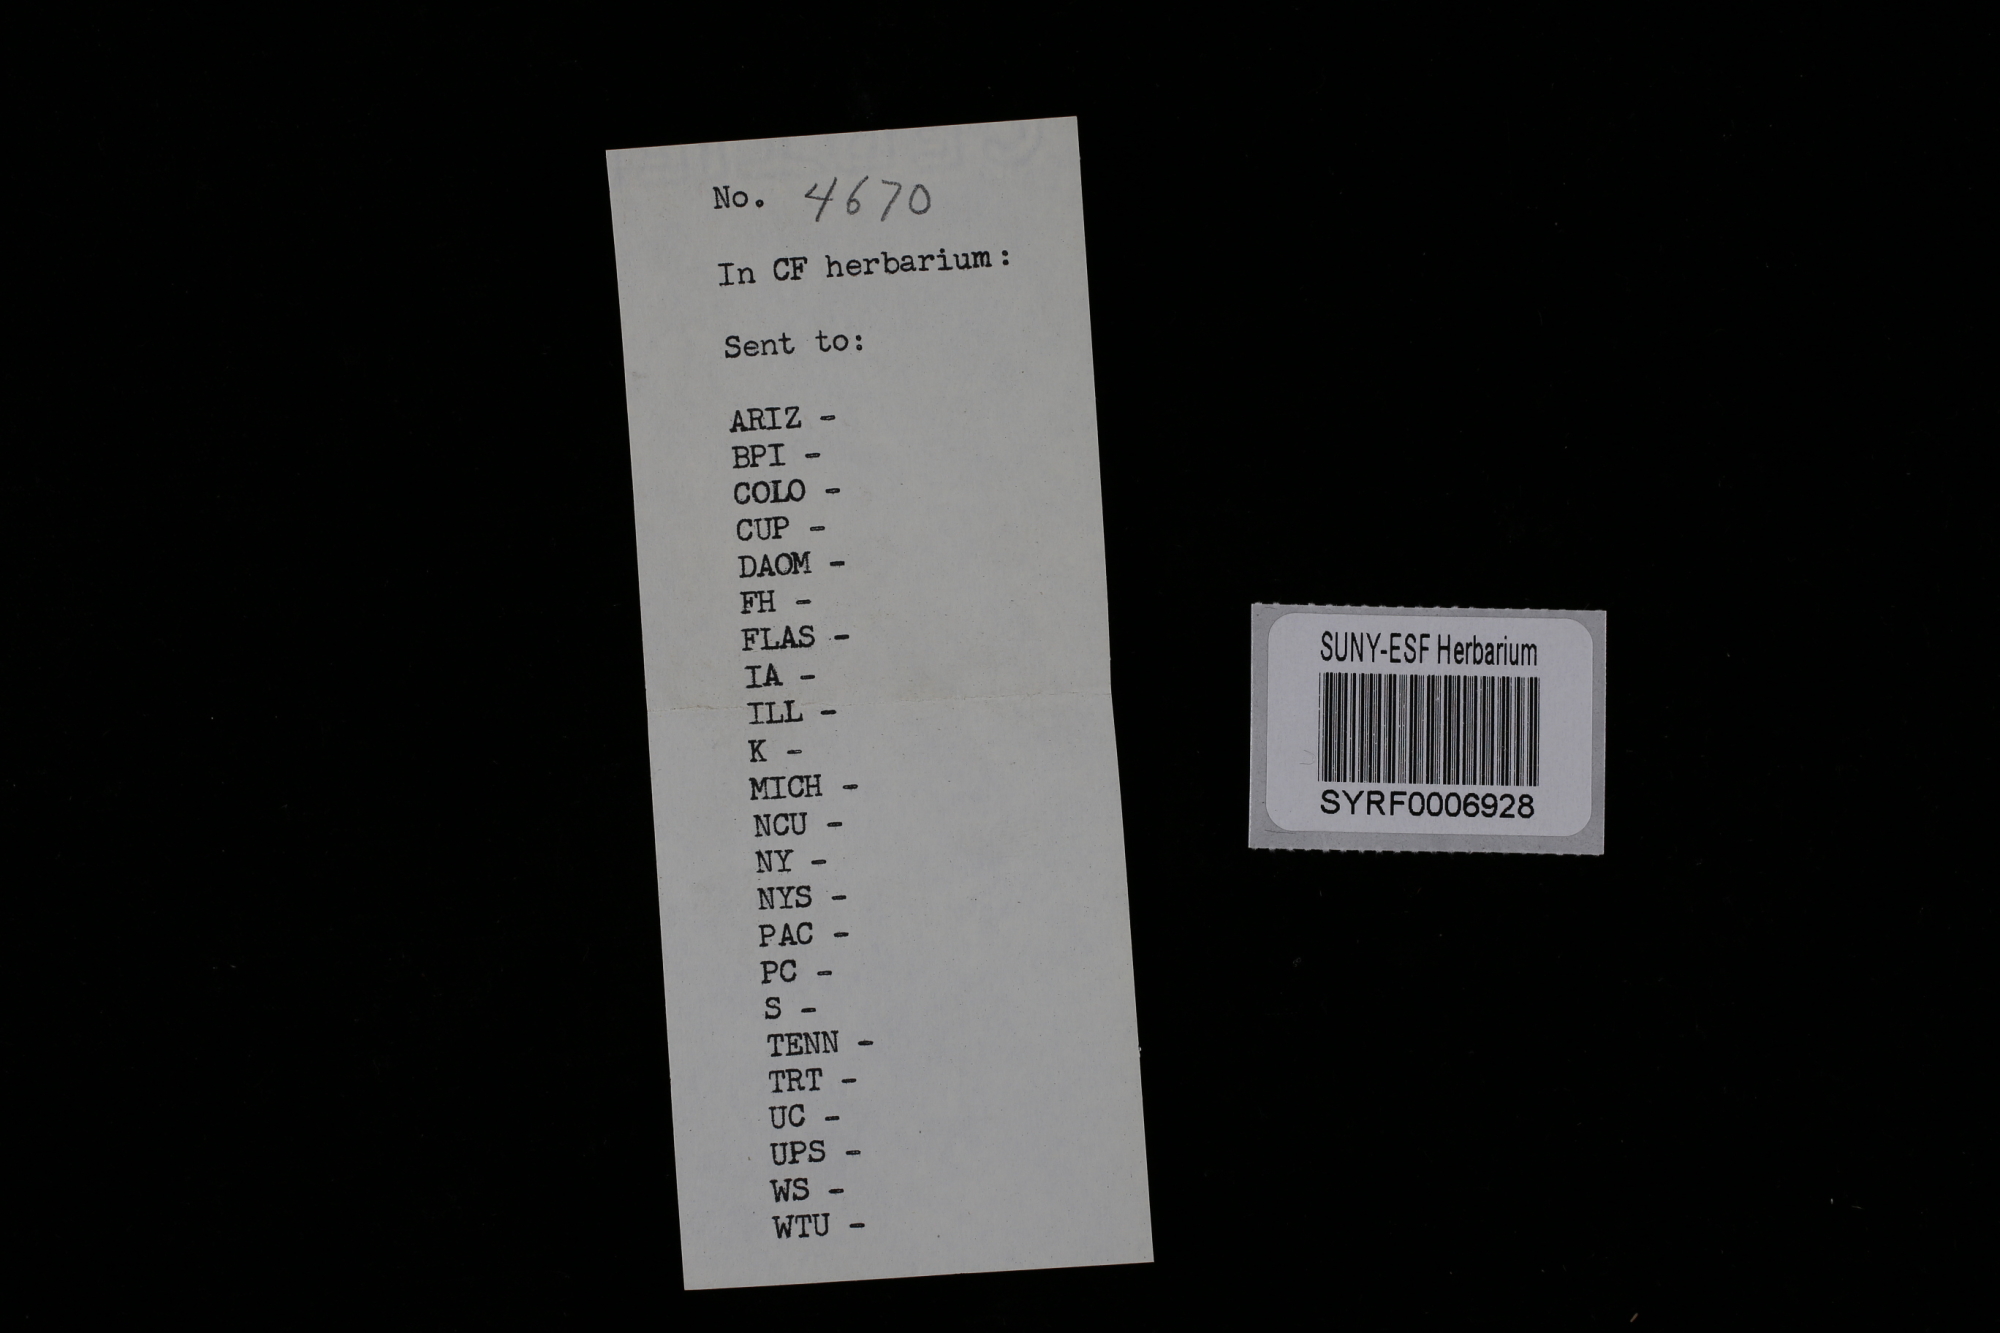 No. 4670
In CF herbarium:
Sent to:
ARIZ -
BPI -
COLO -
CUP -
DAOM -
FH -
FLAS -
IA -
ILL -
K -
MICH -
NCU -
NY -
NYS -
PAC -
PC -
S -
TENN -
TRT -
UC -
UPS -
WS -
WTU -
SUNY-ESF Herbarium
SYRF0006928